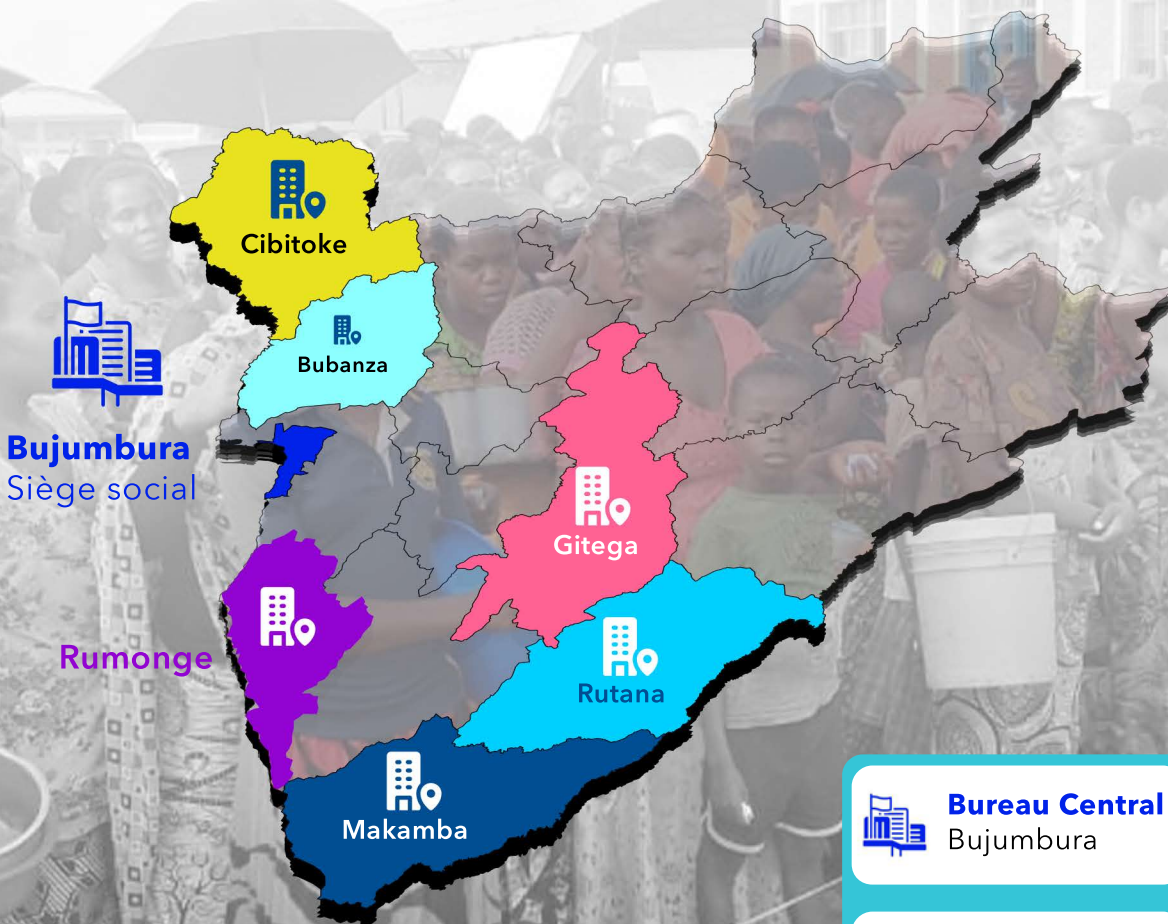 Cibitoke
Bubanza
Bujumbura
Siège social
Gitega
Rumonge
Rutana
Makamba
Bureau Central
Bujumbura